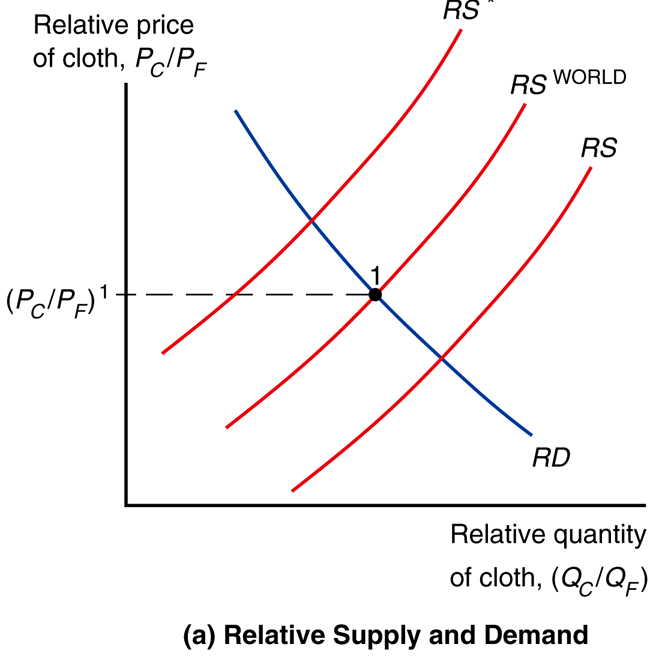 Relative price
of cloth, P_C/P_F
RS*
RS WORLD
RS
1
(P_C/P_F)^1
RD
Relative quantity
of cloth, (Q_C/Q_F)
(a) Relative Supply and Demand